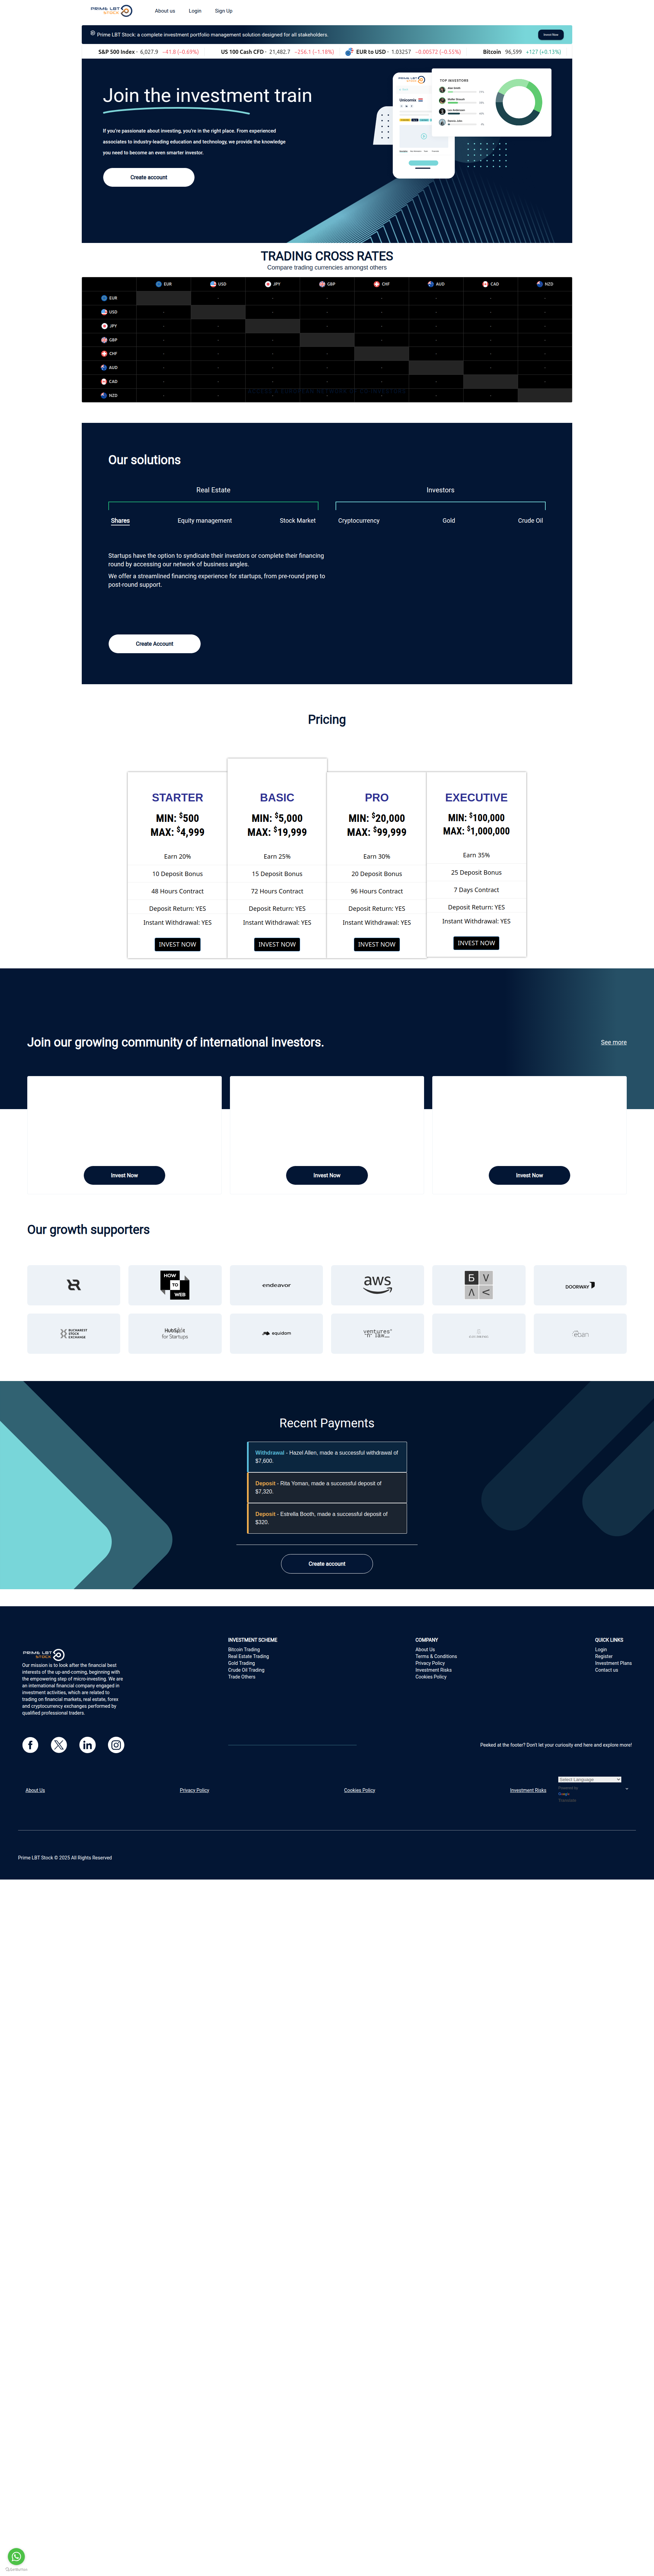 PRIME LBT
STOCK
About us
Login
Sign Up
Prime LBT Stock: a complete investment portfolio management solution designed for all stakeholders.
Invest Now
S&P 500 Index 6,027.9 −41.8 (−0.69%)
US 100 Cash CFD 21,482.7 −256.1 (−1.18%)
EUR to USD 1.03257 −0.00572 (−0.55%)
Bitcoin 96,599 +127 (+0.13%)
Join the investment train
If you're passionate about investing, you're in the right place. From experienced
associates to industry-leading education and technology, we provide the knowledge
you need to become an even smarter investor.
Create account
PRIME LBT
STOCK
Unicomix
TOP INVESTORS
TRADING CROSS RATES
Compare trading currencies amongst others
EUR USD JPY GBP CHF AUD CAD NZD
EUR
USD
JPY
GBP
CHF
AUD
CAD
NZD
Our solutions
Real Estate
Investors
Shares
Equity management
Stock Market
Cryptocurrency
Gold
Crude Oil
Startups have the option to syndicate their investors or complete their financing
round by accessing our network of business angles.
We offer a streamlined financing experience for startups, from pre-round prep to
post-round support.
Create Account
Pricing
STARTER
MIN: $500
MAX: $4,999
Earn 20%
10 Deposit Bonus
48 Hours Contract
Deposit Return: YES
Instant Withdrawal: YES
INVEST NOW
BASIC
MIN: $5,000
MAX: $19,999
Earn 25%
15 Deposit Bonus
72 Hours Contract
Deposit Return: YES
Instant Withdrawal: YES
INVEST NOW
PRO
MIN: $20,000
MAX: $99,999
Earn 30%
20 Deposit Bonus
96 Hours Contract
Deposit Return: YES
Instant Withdrawal: YES
INVEST NOW
EXECUTIVE
MIN: $100,000
MAX: $1,000,000
Earn 35%
25 Deposit Bonus
7 Days Contract
Deposit Return: YES
Instant Withdrawal: YES
INVEST NOW
Join our growing community of international investors.
See more
Invest Now
Invest Now
Invest Now
Our growth supporters
HOW
TO
WEB
endeavor
aws
DOORWAY
BUCHAREST
STOCK
EXCHANGE
HubSpot
for Startups
equidam
ventures
"n" law
eban
Recent Payments
Withdrawal - Hazel Allen, made a successful withdrawal of
$7,600.
Deposit - Rita Yoman, made a successful deposit of
$7,320.
Deposit - Estrella Booth, made a successful deposit of
$320.
Create account
PRIME LBT
STOCK
Our mission is to look after the financial best
interests of the up-and-coming, beginning with
the empowering step of micro-investing. We are
an international financial company engaged in
investment activities, which are related to
trading on financial markets, real estate, forex
and cryptocurrency exchanges performed by
qualified professional traders.
INVESTMENT SCHEME
Bitcoin Trading
Real Estate Trading
Gold Trading
Crude Oil Trading
Trade Others
COMPANY
About Us
Terms & Conditions
Privacy Policy
Investment Risks
Cookies Policy
QUICK LINKS
Login
Register
Investment Plans
Contact us
Peeked at the footer? Don't let your curiosity end here and explore more!
About Us
Privacy Policy
Cookies Policy
Investment Risks
Select Language
Powered by
Google
Translate
Prime LBT Stock © 2025 All Rights Reserved